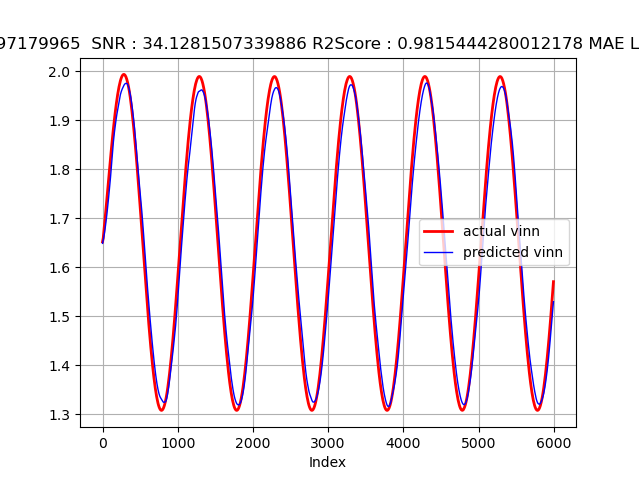 97179965 SNR : 34.1281507339886 R2Score : 0.9815444280012178 MAE L
2.0
1.9
1.8
1.7
1.6
1.5
1.4
1.3
actual vinn
predicted vinn
0 1000 2000 3000 4000 5000 6000
Index